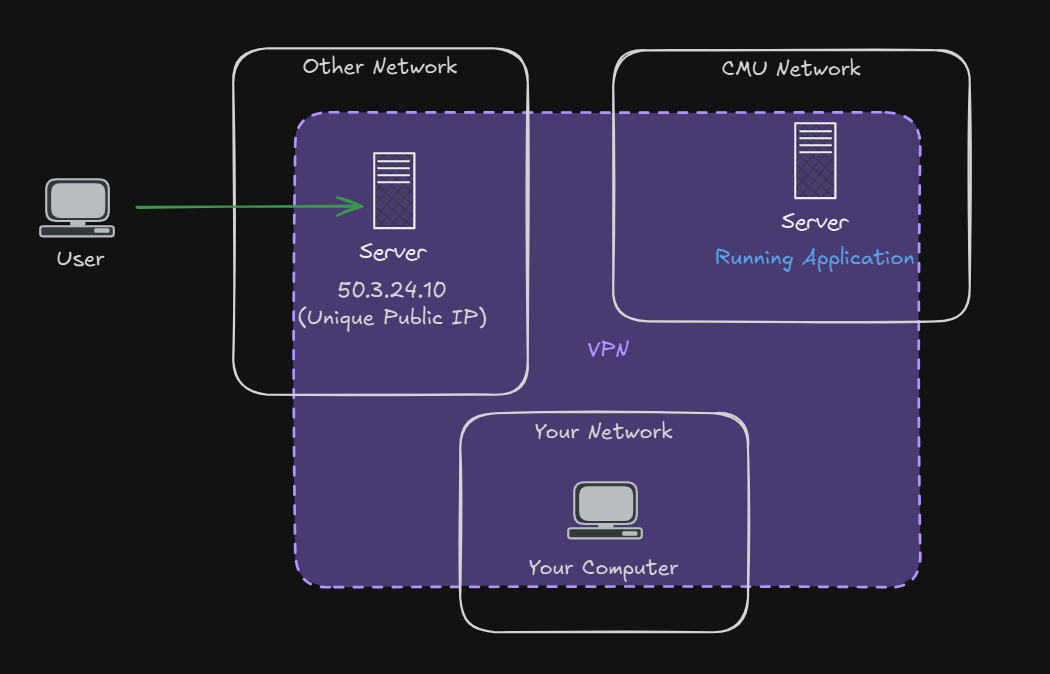 Other Network
CMU Network
User
Server
50.3.24.10
(Unique Public IP)
Server
Running Application
VPN
Your Network
Your Computer